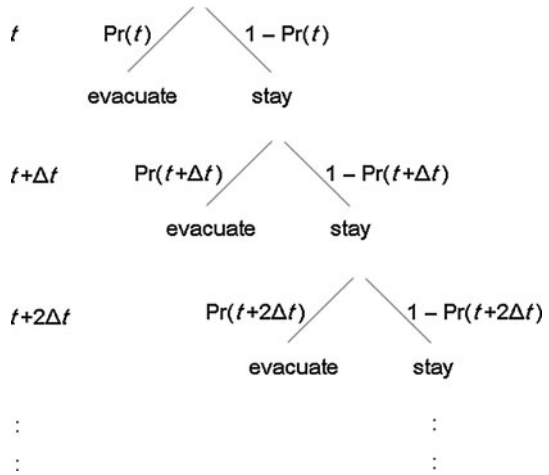 t Pr(t) 1 – Pr(t)
evacuate stay
t+Δt Pr(t+Δt) 1 – Pr(t+Δt)
evacuate stay
t+2Δt Pr(t+2Δt) 1 – Pr(t+2Δt)
evacuate stay
: :
: :